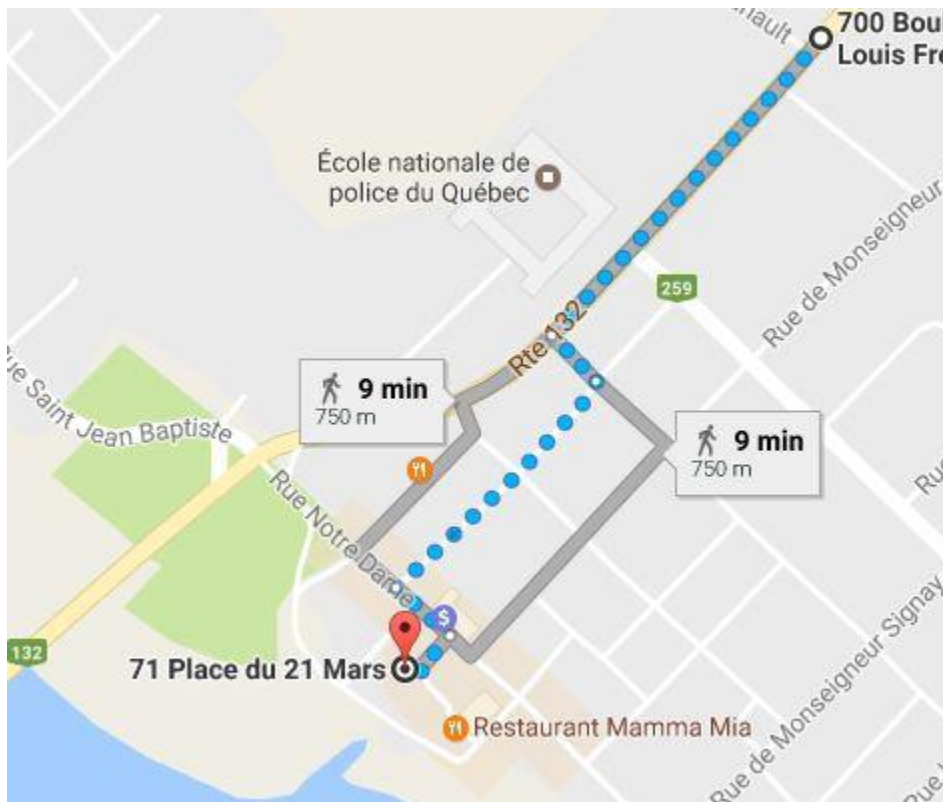 700 Bou
Louis Fre
École nationale de
police du Québec
259
Rue de Monseigneur
Rte 132
9 min
750 m
9 min
750 m
Rue Saint Jean Baptiste
Rue Notre Dame
$
132
71 Place du 21 Mars
Restaurant Mamma Mia
Rue de Monseigneur Signay